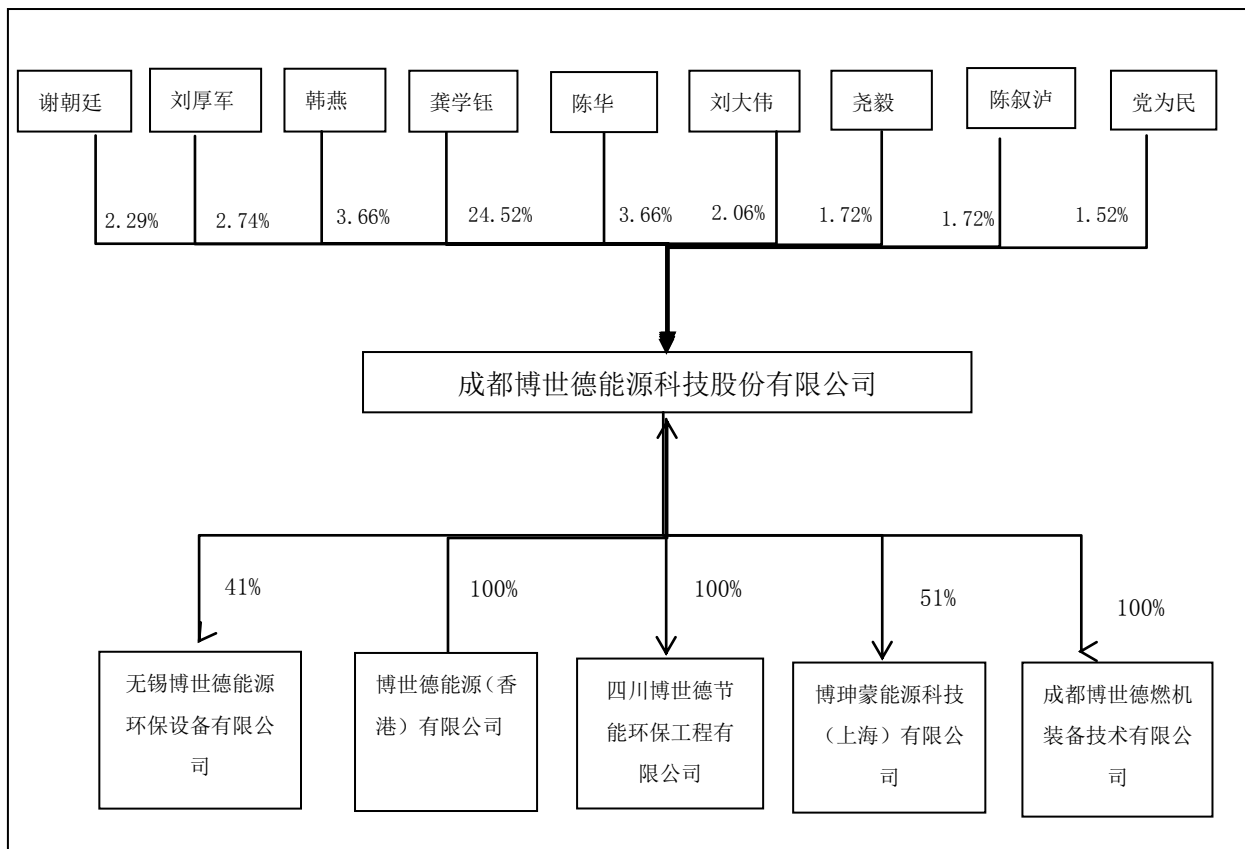 谢朝廷
刘厚军
韩燕
龚学钰
陈华
刘大伟
尧毅
陈叙泸
党为民
2.29%
2.74%
3.66%
24.52%
3.66%
2.06%
1.72%
1.72%
1.52%
成都博世德能源科技股份有限公司
41%
100%
100%
51%
100%
无锡博世德能源
环保设备有限公
司
博世德能源（香
港）有限公司
四川博世德节
能环保工程有
限公司
博珅蒙能源科技
（上海）有限公
司
成都博世德燃机
装备技术有限公
司